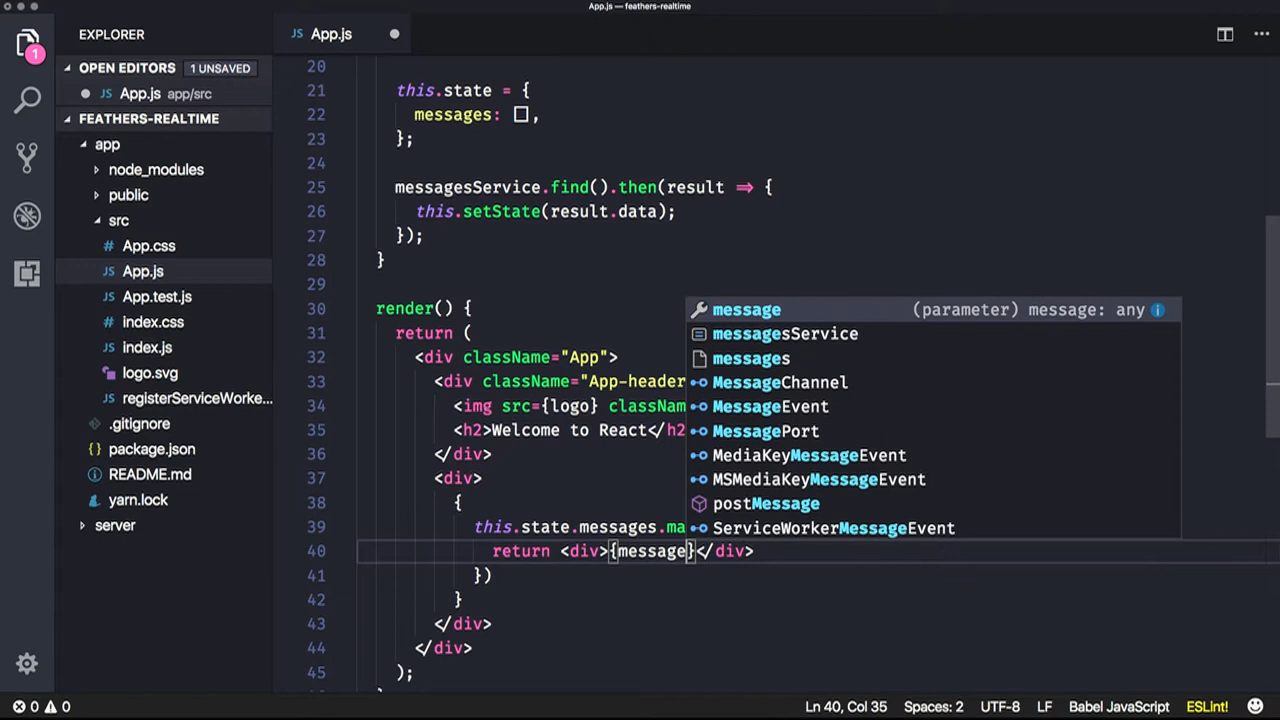 App.js — feathers-realtime
EXPLORER
JS App.js
1
OPEN EDITORS 1 UNSAVED
App.js app/src
FEATHERS-REALTIME
app
node_modules
public
src
# App.css
JS App.js
JS App.test.js
# index.css
JS index.js
logo.svg
JS registerServiceWorke...
.gitignore
{} package.json
README.md
yarn.lock
server
20
21 this.state = {
22 messages: [],
23 };
24
25 messagesService.find().then(result => {
26 this.setState(result.data);
27 });
28 }
29
30 render() {
31 return (
32 <div className="App">
33 <div className="App-header
34 <img src={logo} classNam
35 <h2>Welcome to React</h2
36 </div>
37 <div>
38 {
39 this.state.messages.ma
40 return <div>{message}</div>
41 })
42 }
43 </div>
44 </div>
45 );
message (parameter) message: any
messagesService
messages
MessageChannel
MessageEvent
MessagePort
MediaKeyMessageEvent
MSMediaKeyMessageEvent
postMessage
ServiceWorkerMessageEvent
0 0 Ln 40, Col 35 Spaces: 2 UTF-8 LF Babel JavaScript ESLint!